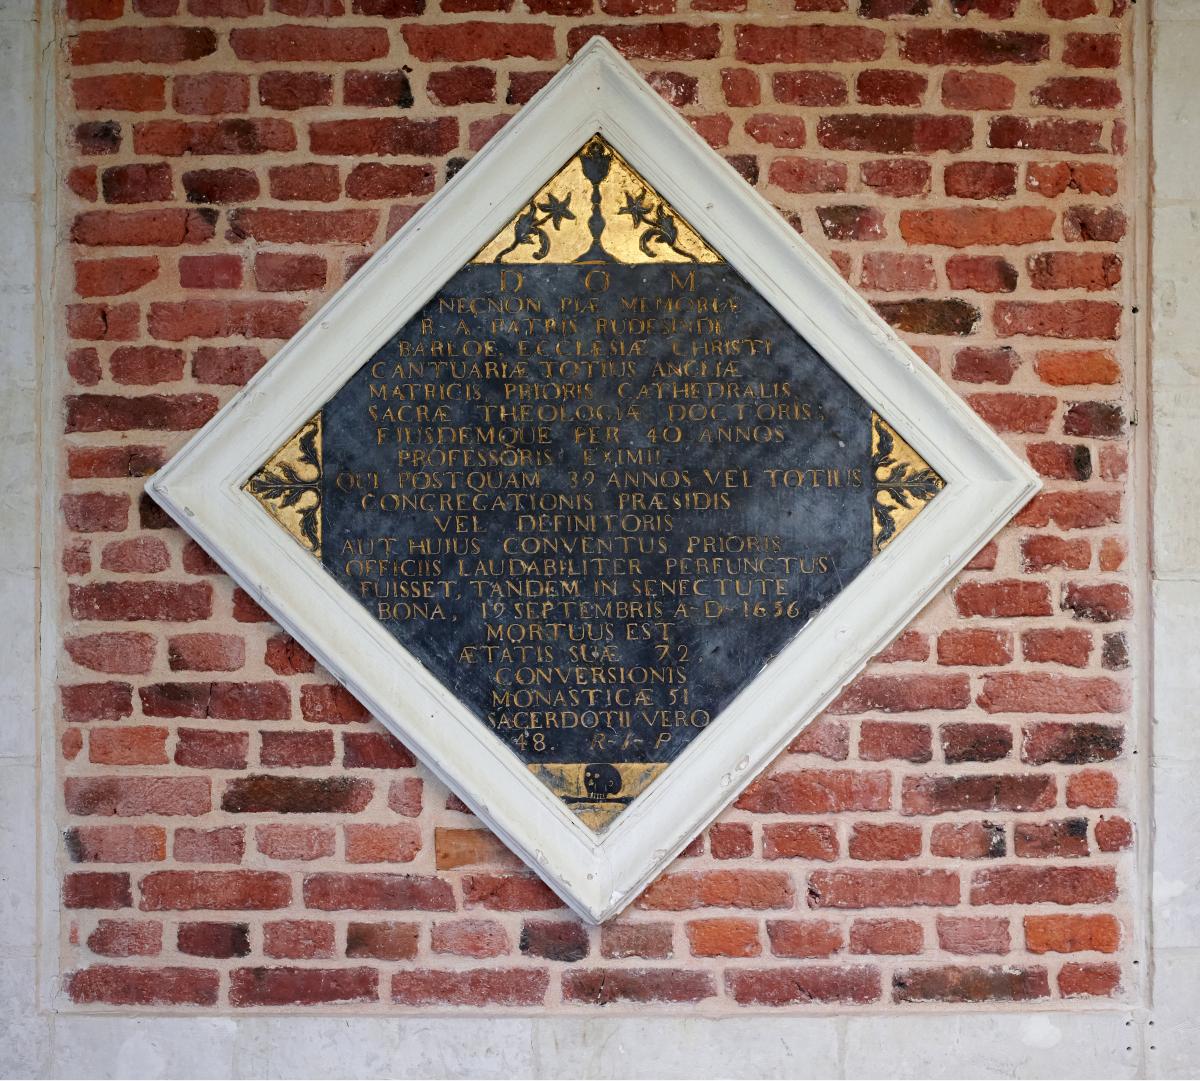 D O M
NECNON PIÆ MEMORIÆ
R. A. PATRIS RUDESINDI
BARLOE, ECCLESIÆ CHRISTI
CANTUARIÆ TOTIUS ANGLIÆ
MATRICIS PRIORIS CATHEDRALIS
SACRÆ THEOLOGIÆ DOCTORIS;
EJUSDEMQUE PER 40 ANNOS
PROFESSORIS EXIMII.
QUI POSTQUAM 39 ANNOS VEL TOTIUS
CONGREGATIONIS PRÆSIDIS
VEL DEFINITORIS
AUT HUIUS CONVENTUS PRIORIS
OFFICIIS LAUDABILITER PERFUNCTUS
FUISSET, TANDEM IN SENECTUTE
BONA, 19 SEPTEMBRIS A-D-1656
MORTUUS EST
ÆTATIS SUÆ 72.
CONVERSIONIS
MONASTICÆ 51
SACERDOTII VERO
48. R-I-P